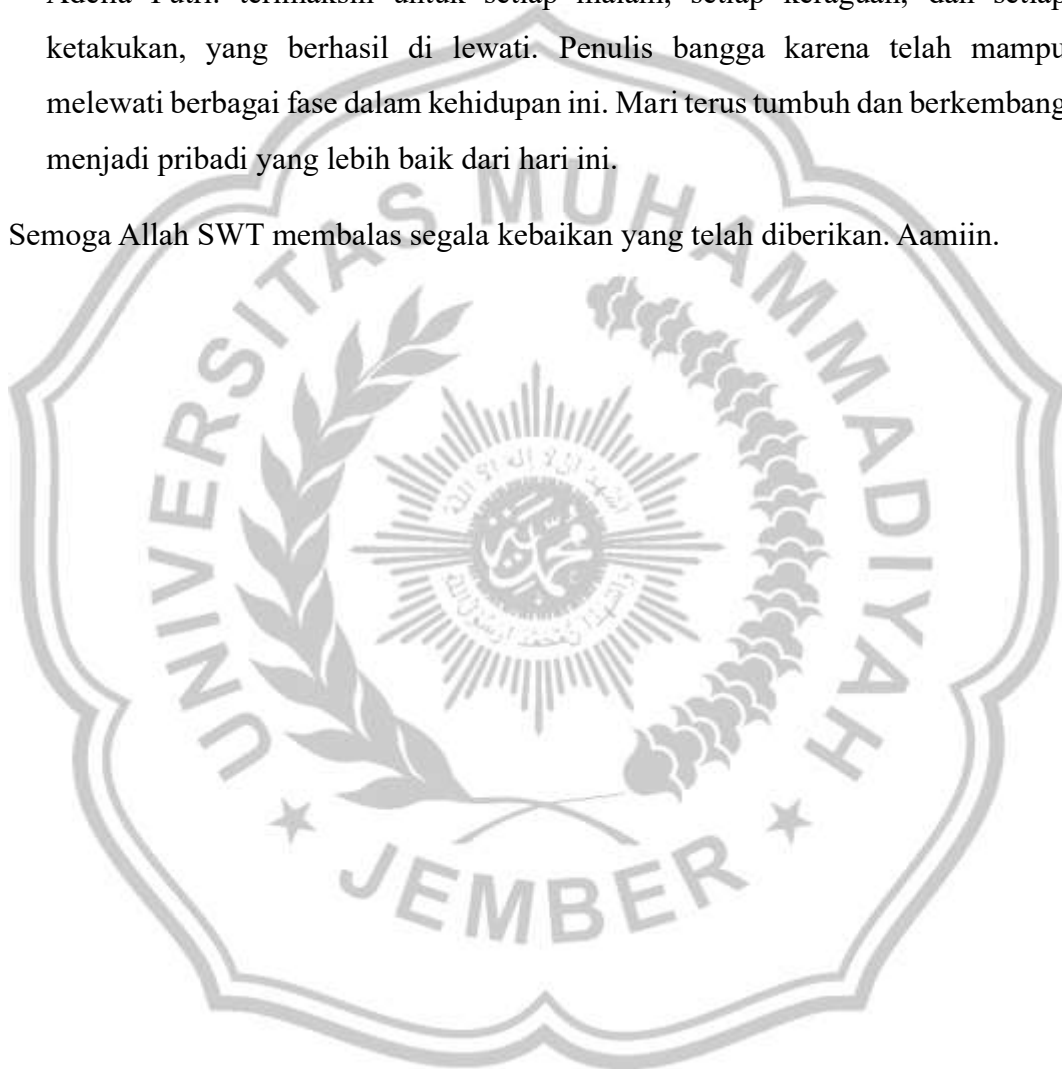 Adella Putri. terimaksih untuk setiap malam, setiap keraguan, dan setiap
ketakukan, yang berhasil di lewati. Penulis bangga karena telah mampu
melewati berbagai fase dalam kehidupan ini. Mari terus tumbuh dan berkembang
menjadi pribadi yang lebih baik dari hari ini.
Semoga Allah SWT membalas segala kebaikan yang telah diberikan. Aamiin.
UNIVERSITAS MUHAMMADIYAH
JEMBER